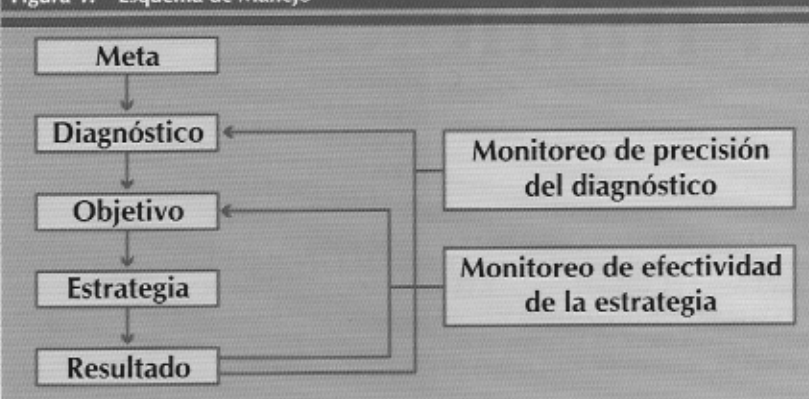 Meta
Diagnóstico
Objetivo
Estrategia
Resultado
Monitoreo de precisión
del diagnóstico
Monitoreo de efectividad
de la estrategia